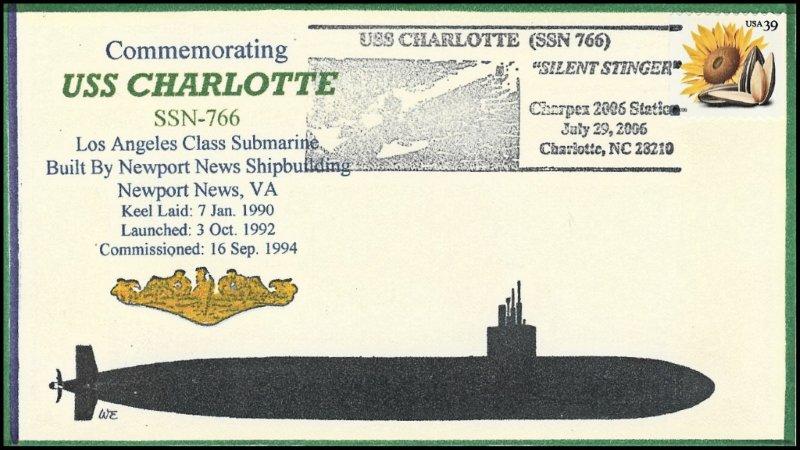 Commemorating
USS CHARLOTTE
SSN-766
Los Angeles Class Submarine
Built By Newport News Shipbuilding
Newport News, VA
Keel Laid: 7 Jan. 1990
Launched: 3 Oct. 1992
Commissioned: 16 Sep. 1994
USS CHARLOTTE (SSN 766)
"SILENT STINGER"
Charpex 2006 Station
July 29, 2006
Charlotte, NC 28210
USA 39
WE